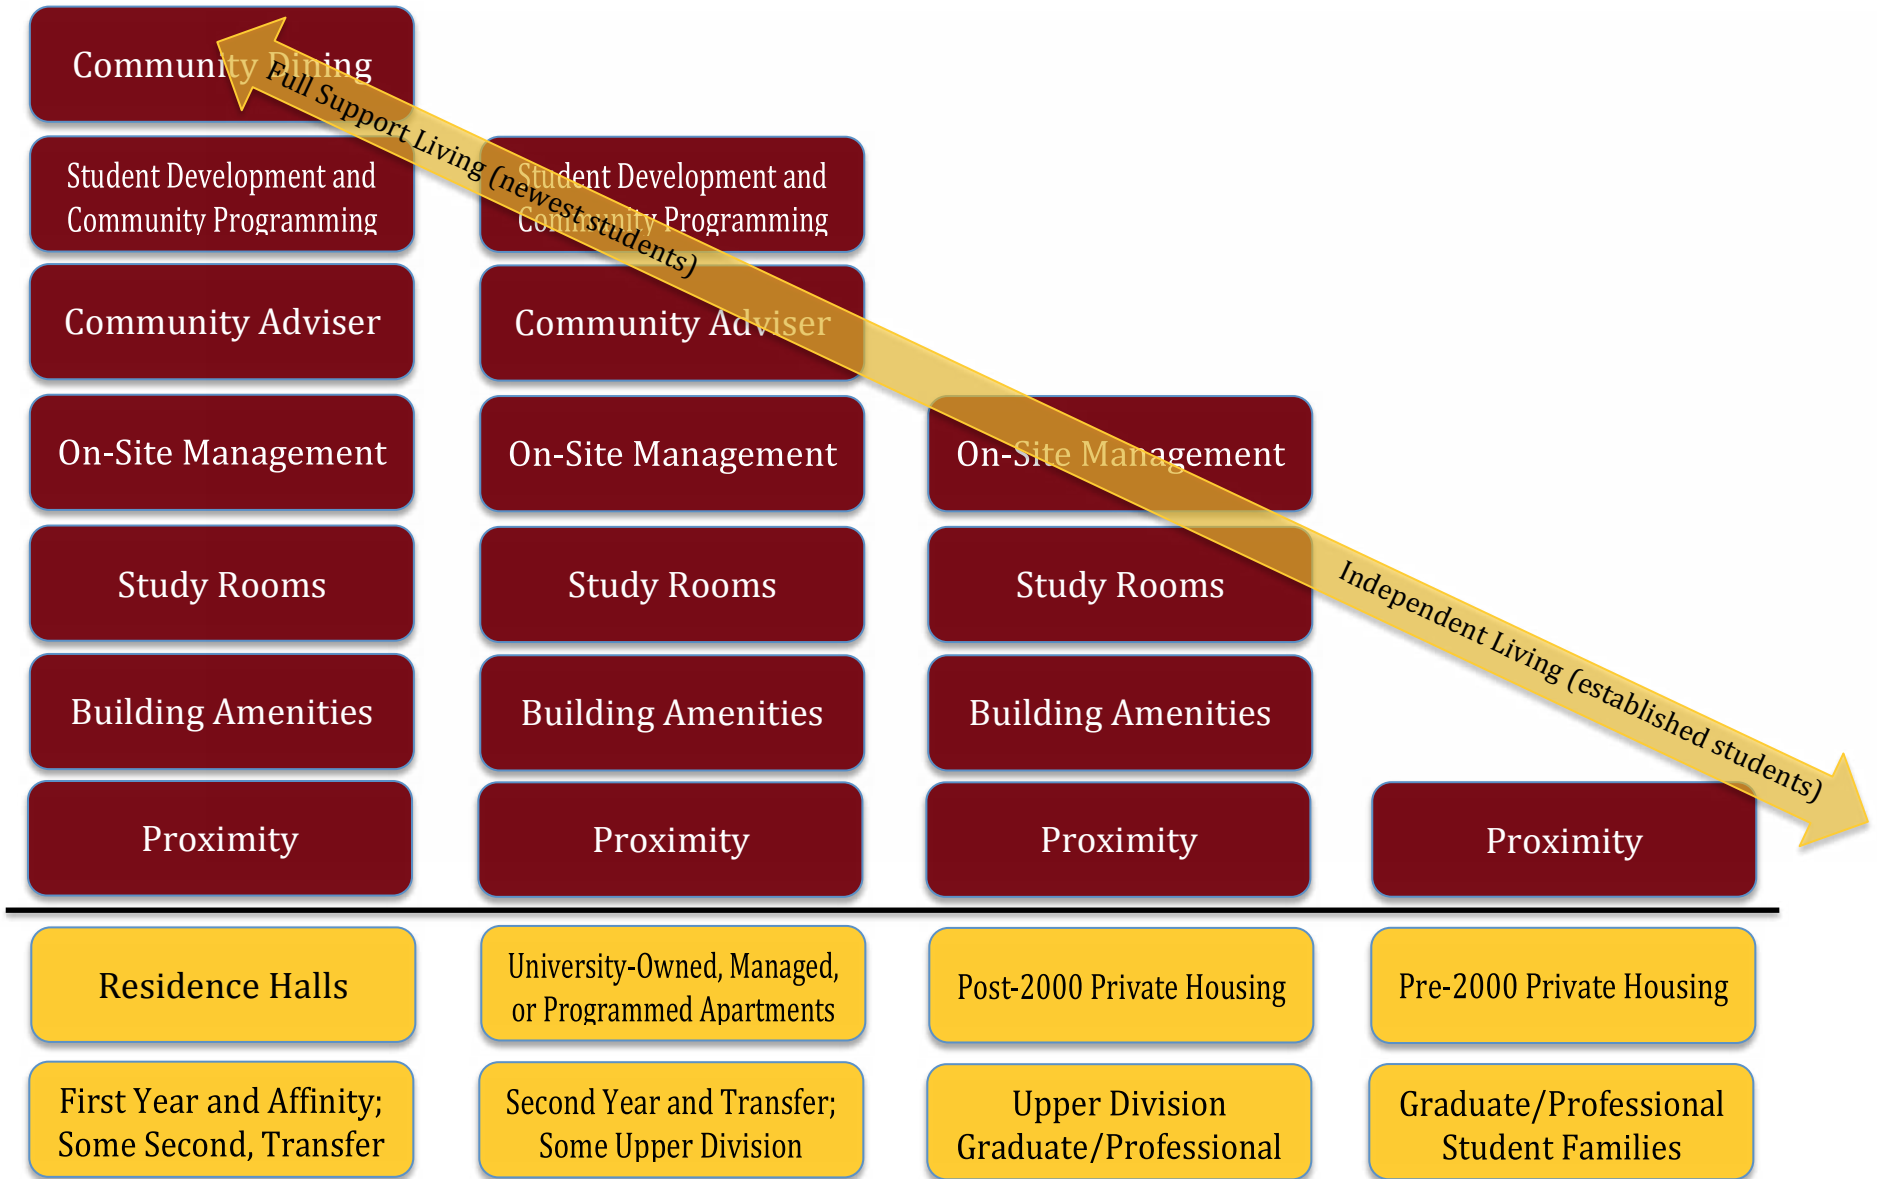 Community Dining
Full Support Living (newest students)
Student Development and
Community Programming
Student Development and
Community Programming
Community Adviser
Community Adviser
On-Site Management
On-Site Management
On-Site Management
Study Rooms
Study Rooms
Study Rooms
Independent Living (established students)
Building Amenities
Building Amenities
Building Amenities
Proximity
Proximity
Proximity
Proximity
Residence Halls
University-Owned, Managed,
or Programmed Apartments
Post-2000 Private Housing
Pre-2000 Private Housing
First Year and Affinity;
Some Second, Transfer
Second Year and Transfer;
Some Upper Division
Upper Division
Graduate/Professional
Graduate/Professional
Student Families